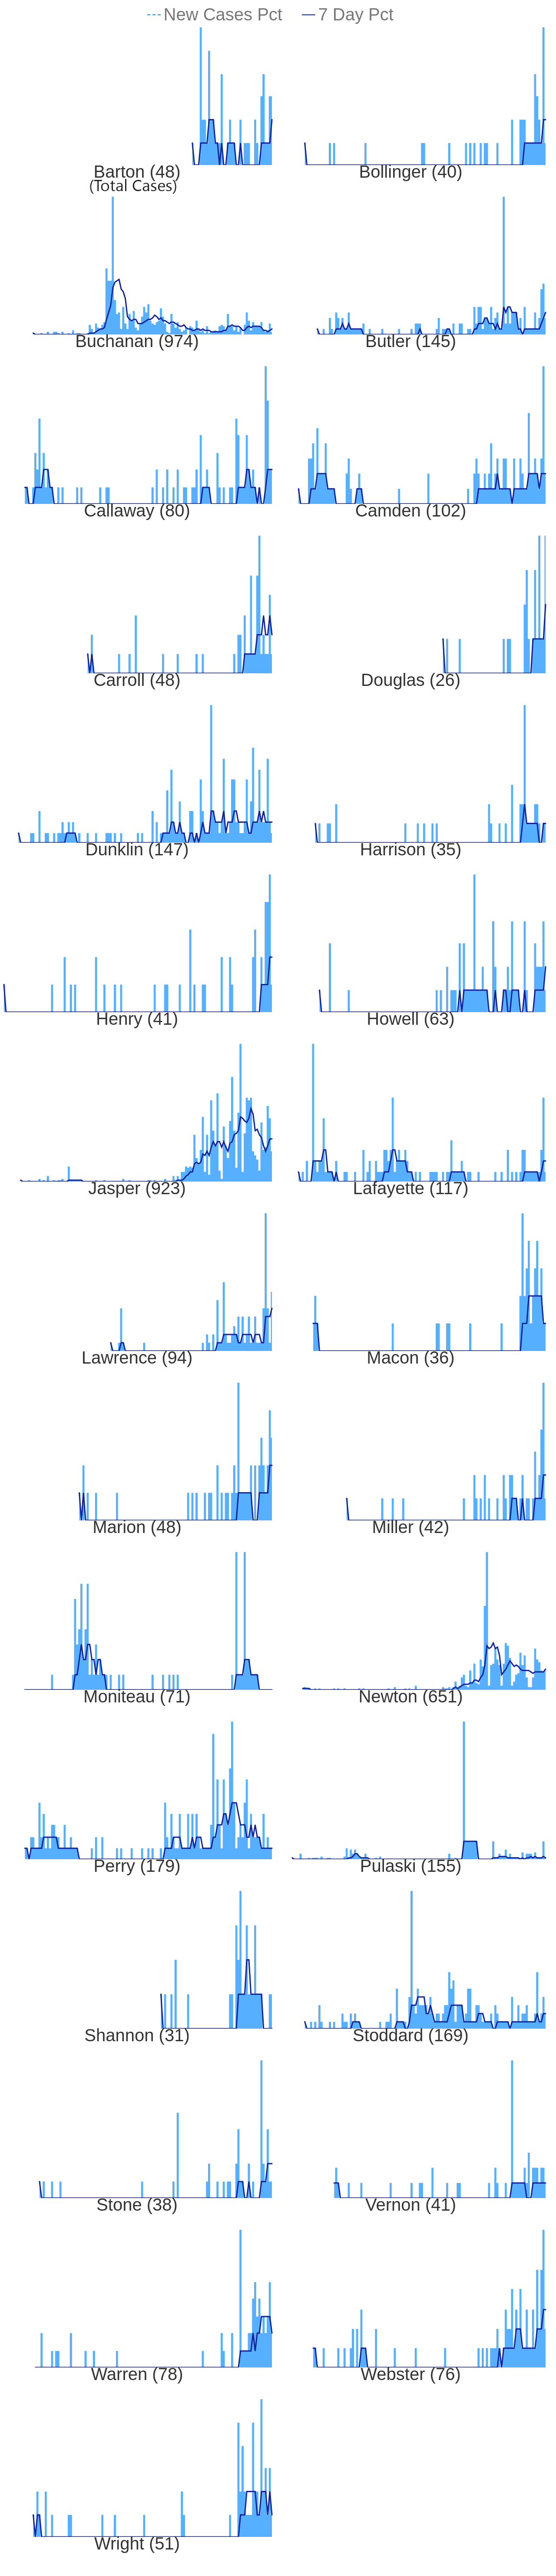 New Cases Pct 7 Day Pct
Barton (48) Bollinger (40)
(Total Cases)
Buchanan (974) Butler (145)
Callaway (80) Camden (102)
Carroll (48) Douglas (26)
Dunklin (147) Harrison (35)
Henry (41) Howell (63)
Jasper (923) Lafayette (117)
Lawrence (94) Macon (36)
Marion (48) Miller (42)
Moniteau (71) Newton (651)
Perry (179) Pulaski (155)
Shannon (31) Stoddard (169)
Stone (38) Vernon (41)
Warren (78) Webster (76)
Wright (51)